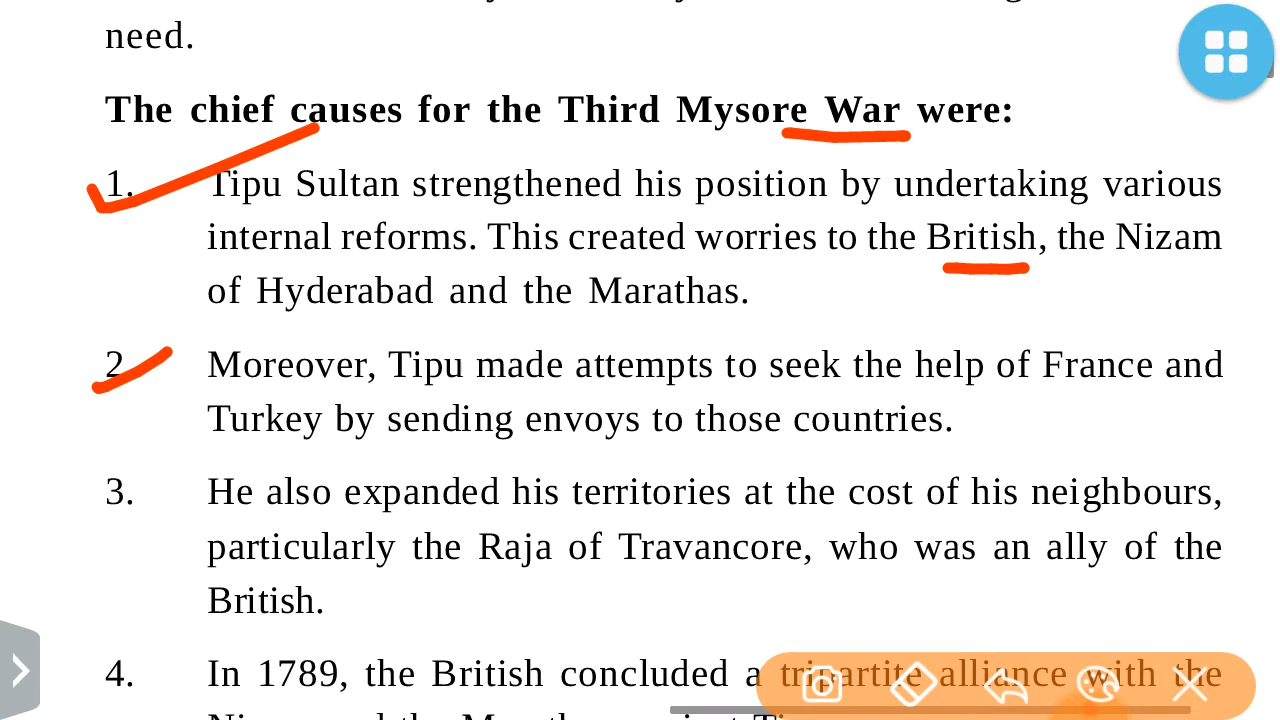 need.
The chief causes for the Third Mysore War were:
1. Tipu Sultan strengthened his position by undertaking various
internal reforms. This created worries to the British, the Nizam
of Hyderabad and the Marathas.
2. Moreover, Tipu made attempts to seek the help of France and
Turkey by sending envoys to those countries.
3. He also expanded his territories at the cost of his neighbours,
particularly the Raja of Travancore, who was an ally of the
British.
4. In 1789, the British concluded a tripartite alliance with the